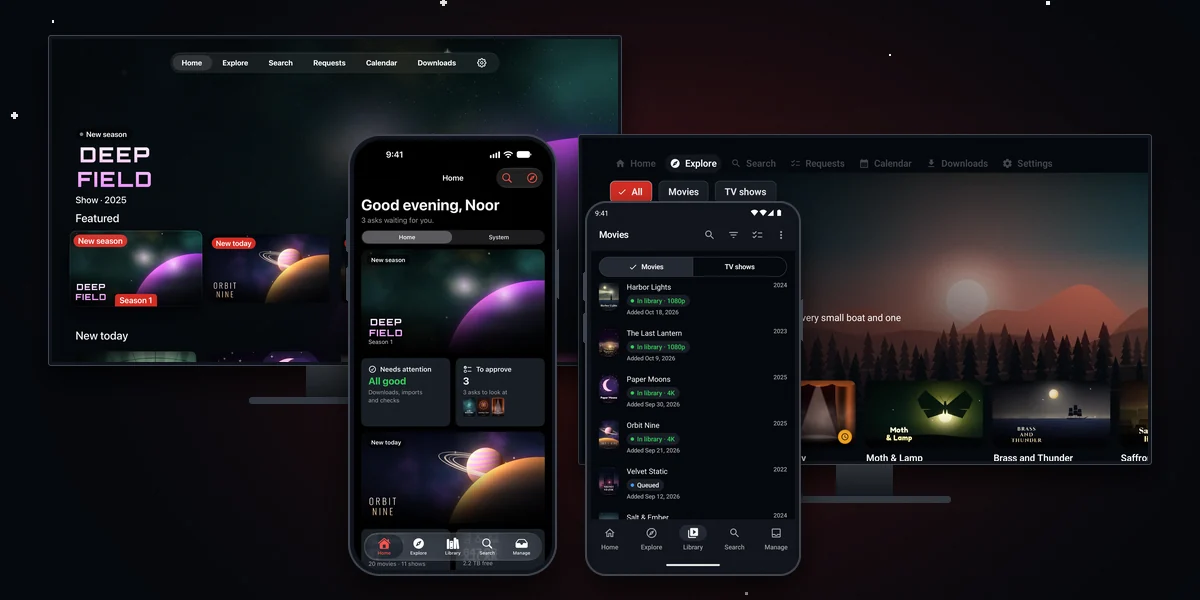 Home Explore Search Requests Calendar Downloads
New season
DEEP
FIELD
Show · 2025
Featured
New season
DEEP
FIELD
Season 1
New today
ORBIT
NINE
New today
9:41
Home
Good evening, Noor
3 asks waiting for you.
Home System
New season
DEEP
FIELD
Season 1
Needs attention
All good
Downloads, imports
and checks
To approve
3
3 asks to look at
New today
ORBIT
NINE
Home Explore Library Search Manage
20 movies · 11 shows
2.2 TB free
Home Explore Search Requests Calendar Downloads Settings
All Movies TV shows
very small boat and one
Moth
& Lamp
BRASS
AND
THUNDER
Moth & Lamp
Brass and Thunder
9:41
Movies
Movies TV shows
Harbor Lights 2024
In library · 1080p
Added Oct 18, 2026
The Last Lantern 2023
In library · 1080p
Added Oct 9, 2026
Paper Moons 2025
In library · 4K
Added Sep 30, 2026
Orbit Nine 2025
In library · 4K
Added Sep 21, 2026
Velvet Static 2022
Queued
Added Sep 12, 2026
Salt & Ember 2024
Home Explore Library Search Manage